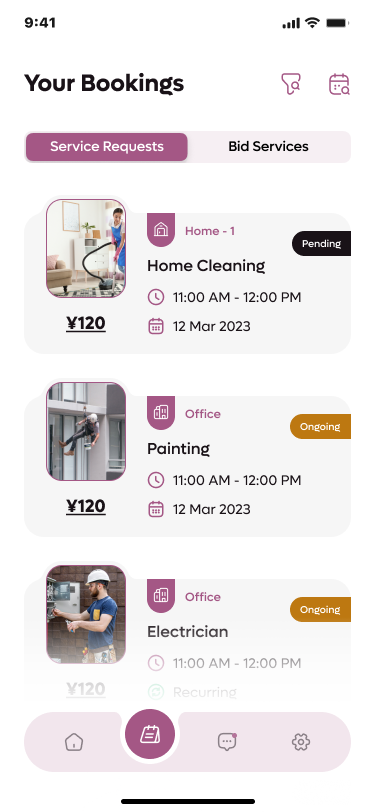 9:41
Your Bookings
Service Requests
Bid Services
Home - 1
Pending
Home Cleaning
11:00 AM - 12:00 PM
¥120
12 Mar 2023
Office
Ongoing
Painting
11:00 AM - 12:00 PM
¥120
12 Mar 2023
Office
Ongoing
Electrician
11:00 AM - 12:00 PM
¥120
Recurring